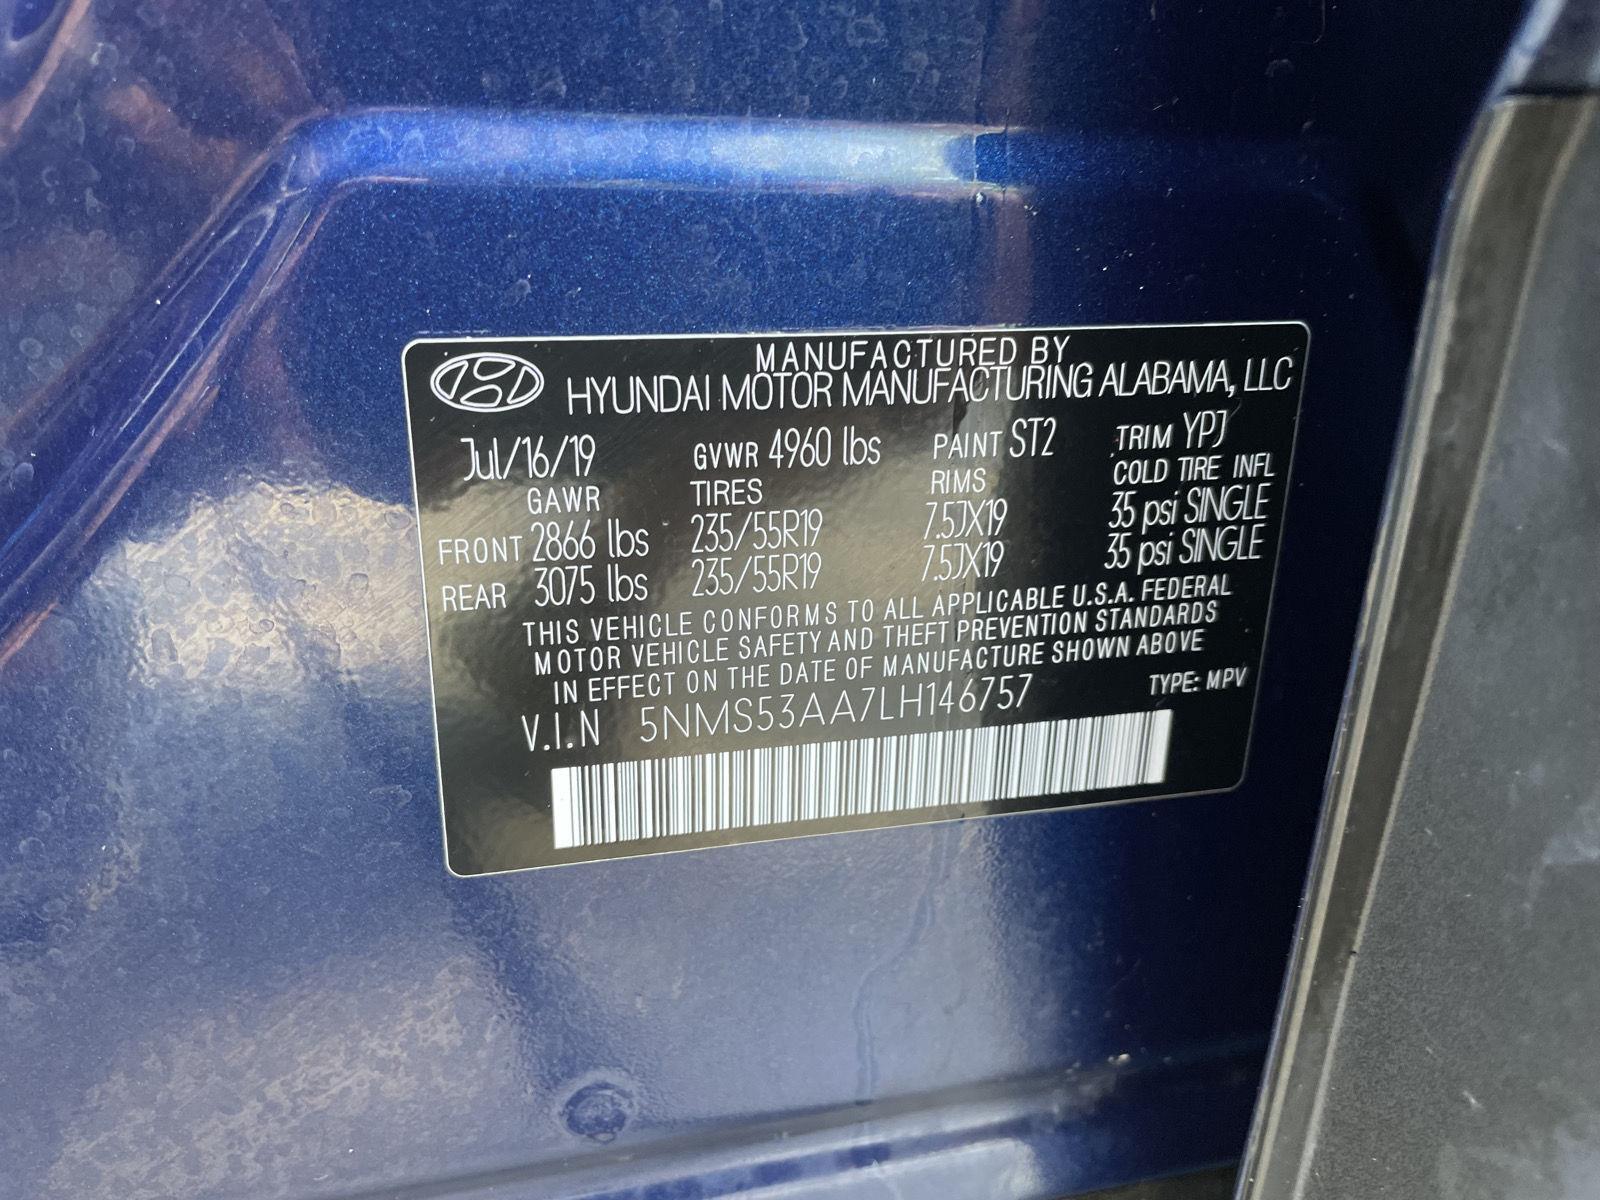 MANUFACTURED BY
HYUNDAI MOTOR MANUFACTURING ALABAMA, LLC
Jul/16/19 GVWR 4960 lbs PAINT ST2 TRIM YPJ
GAWR TIRES RIMS COLD TIRE INFL
FRONT 2866 lbs 235/55R19 7.5JX19 35 psi SINGLE
REAR 3075 lbs 235/55R19 7.5JX19 35 psi SINGLE
THIS VEHICLE CONFORMS TO ALL APPLICABLE U.S.A. FEDERAL
MOTOR VEHICLE SAFETY AND THEFT PREVENTION STANDARDS
IN EFFECT ON THE DATE OF MANUFACTURE SHOWN ABOVE
V.I.N 5NMS53AA7LH146757 TYPE: MPV